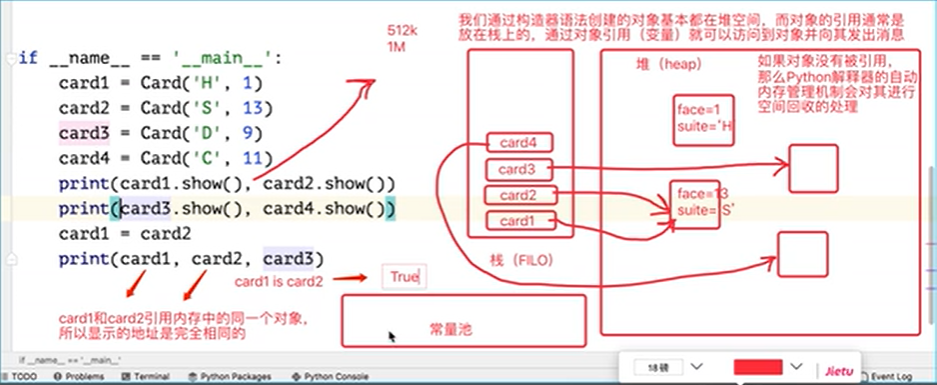 我们通过构造器语法创建的对象基本都在堆空间，而对象的引用通常是
放在栈上的，通过对象引用（变量）就可以访问到对象并向其发出消息
512k
1M
if __name__ == '__main__':
card1 = Card('H', 1)
card2 = Card('S', 13)
card3 = Card('D', 9)
card4 = Card('C', 11)
print(card1.show(), card2.show())
print(card3.show(), card4.show())
card1 = card2
print(card1, card2, card3)
card1 is card2
True
card1和card2引用内存中的同一个对象，
所以显示的地址是完全相同的
card4
card3
card2
card1
栈（FILO）
常量池
堆（heap）
如果对象没有被引用，
那么Python解释器的自动
内存管理机制会对其进行
空间回收的处理
face=1
suite='H
face=13
suite='S'
if __name__ == '__main__'
TODO
Problems
Terminal
Python Packages
Python Console
18 磅
Jietu
Event Log